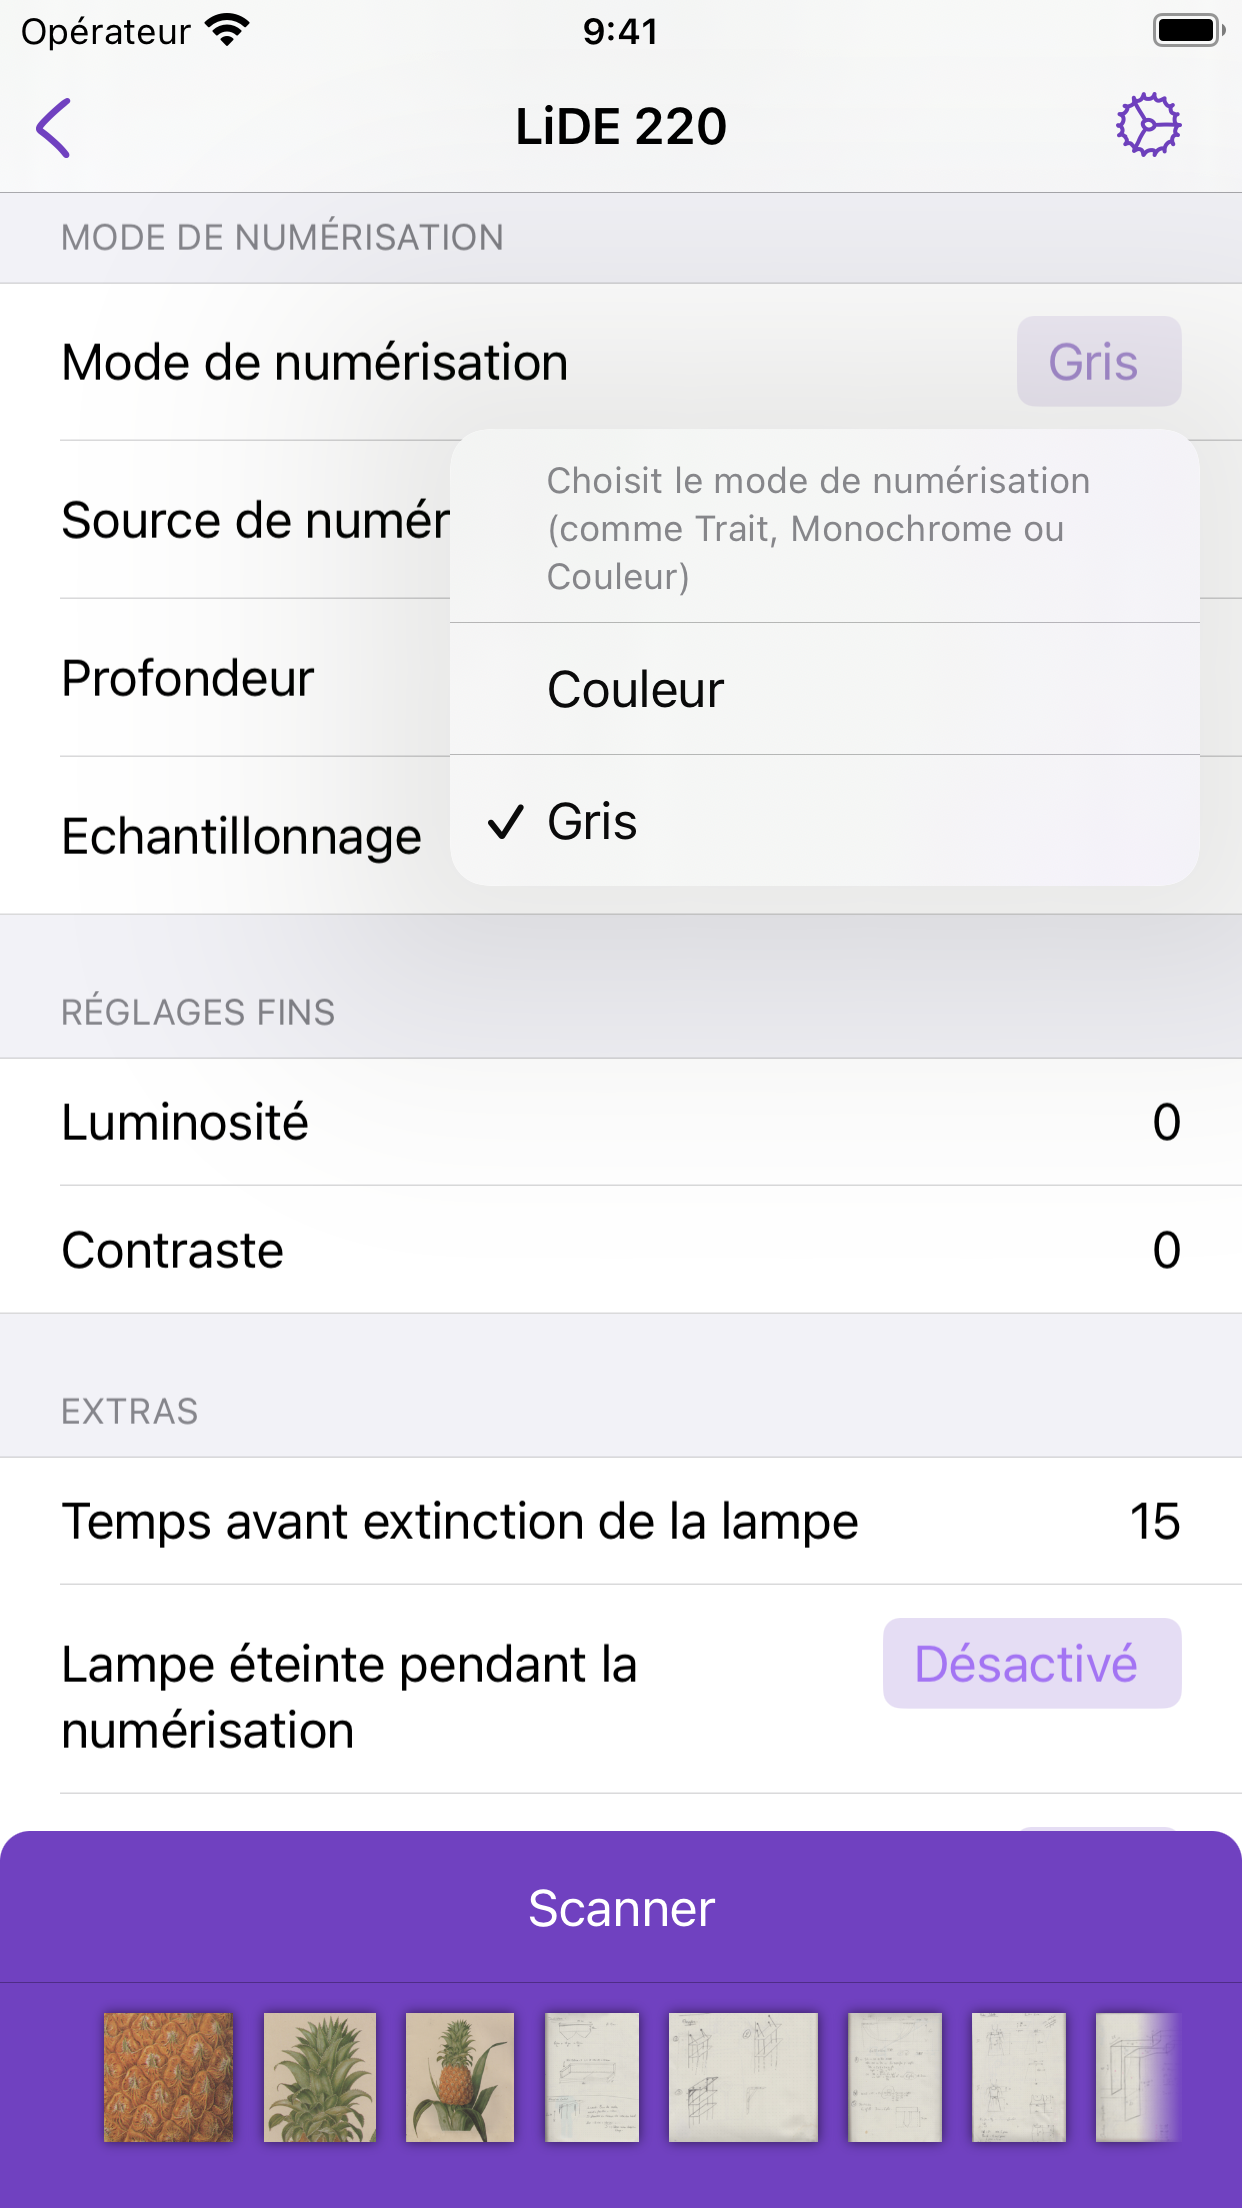 Opérateur 9:41
LiDE 220
MODE DE NUMÉRISATION
Mode de numérisation Gris
Choisit le mode de numérisation
(comme Trait, Monochrome ou
Couleur)
Source de numér
Couleur
Profondeur
Gris
Echantillonnage
RÉGLAGES FINS
Luminosité 0
Contraste 0
EXTRAS
Temps avant extinction de la lampe 15
Lampe éteinte pendant la
numérisation
Désactivé
Scanner